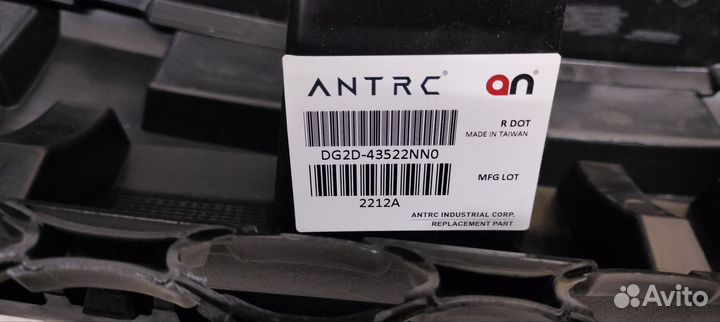 ANTRC® an®
R DOT
MADE IN TAIWAN
DG2D-43522NN0
MFG LOT
2212A
ANTRC INDUSTRIAL CORP.
REPLACEMENT PART
Avito